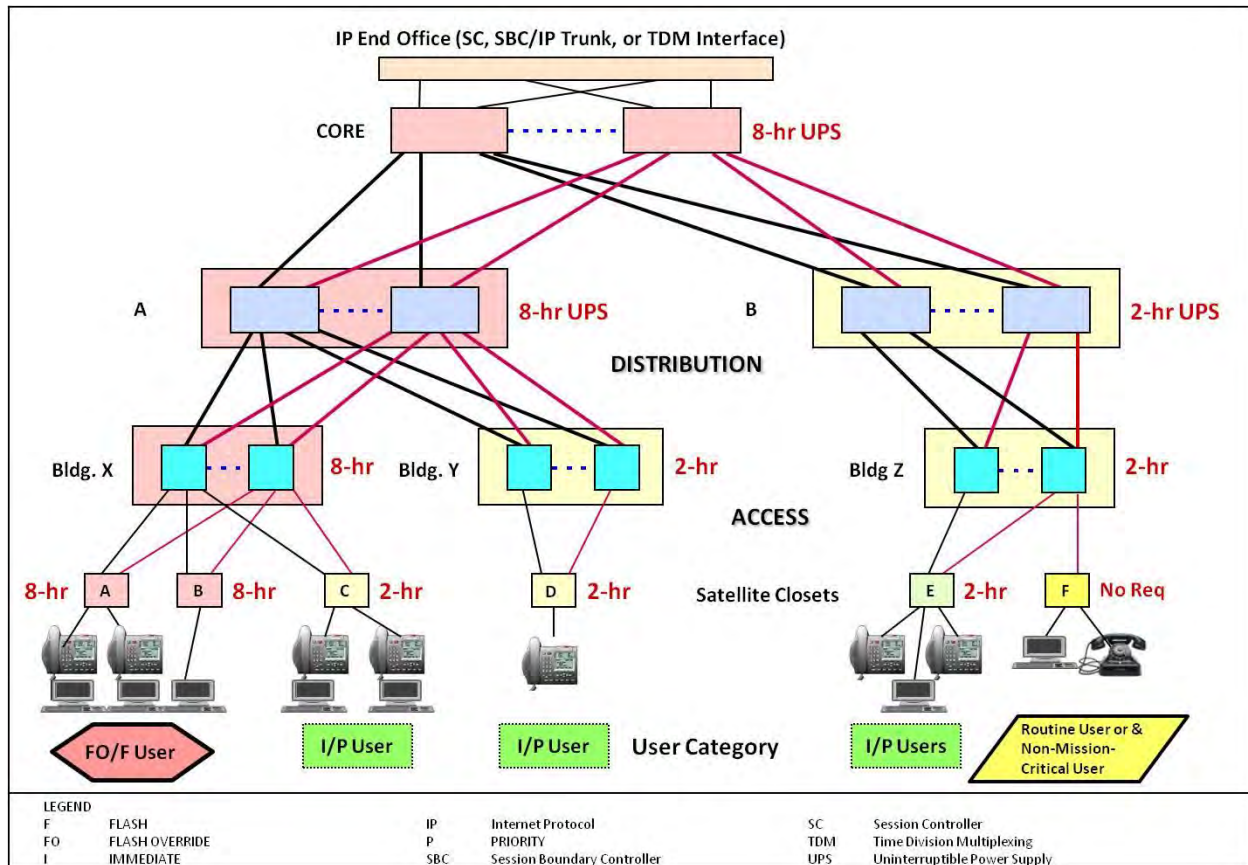 IP End Office (SC, SBC/IP Trunk, or TDM Interface)
CORE
8-hr UPS
A
8-hr UPS
B
2-hr UPS
DISTRIBUTION
Bldg. X
8-hr
Bldg. Y
2-hr
Bldg Z
2-hr
ACCESS
8-hr
A
B
8-hr
C
2-hr
D
2-hr
Satellite Closets
E
2-hr
F
No Req
FO/F User
I/P User
I/P User
User Category
I/P Users
Routine User or &
Non-Mission-
Critical User
LEGEND
F FLASH
FO FLASH OVERRIDE
I IMMEDIATE
IP Internet Protocol
P PRIORITY
SBC Session Boundary Controller
SC Session Controller
TDM Time Division Multiplexing
UPS Uninterruptible Power Supply